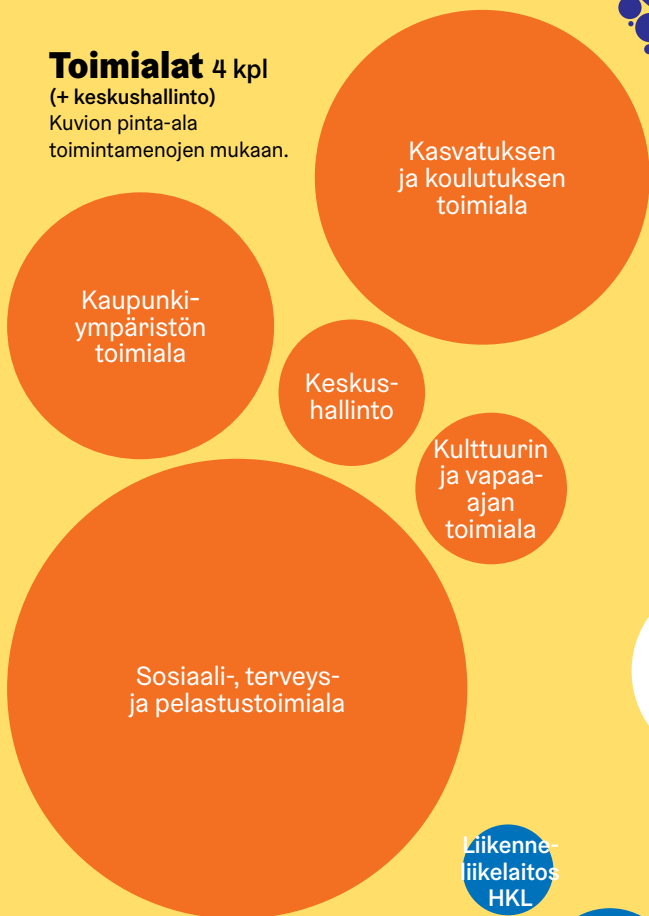 Toimialat 4 kpl
(+ keskushallinto)
Kuvion pinta-ala
toimintamenojen mukaan.
Kasvatuksen
ja koulutuksen
toimiala
Kaupunki-
ympäristön
toimiala
Keskus-
hallinto
Kulttuurin
ja vapaa-
ajan
toimiala
Sosiaali-, terveys-
ja pelastustoimiala
Liikenne-
liikelaitos
HKL